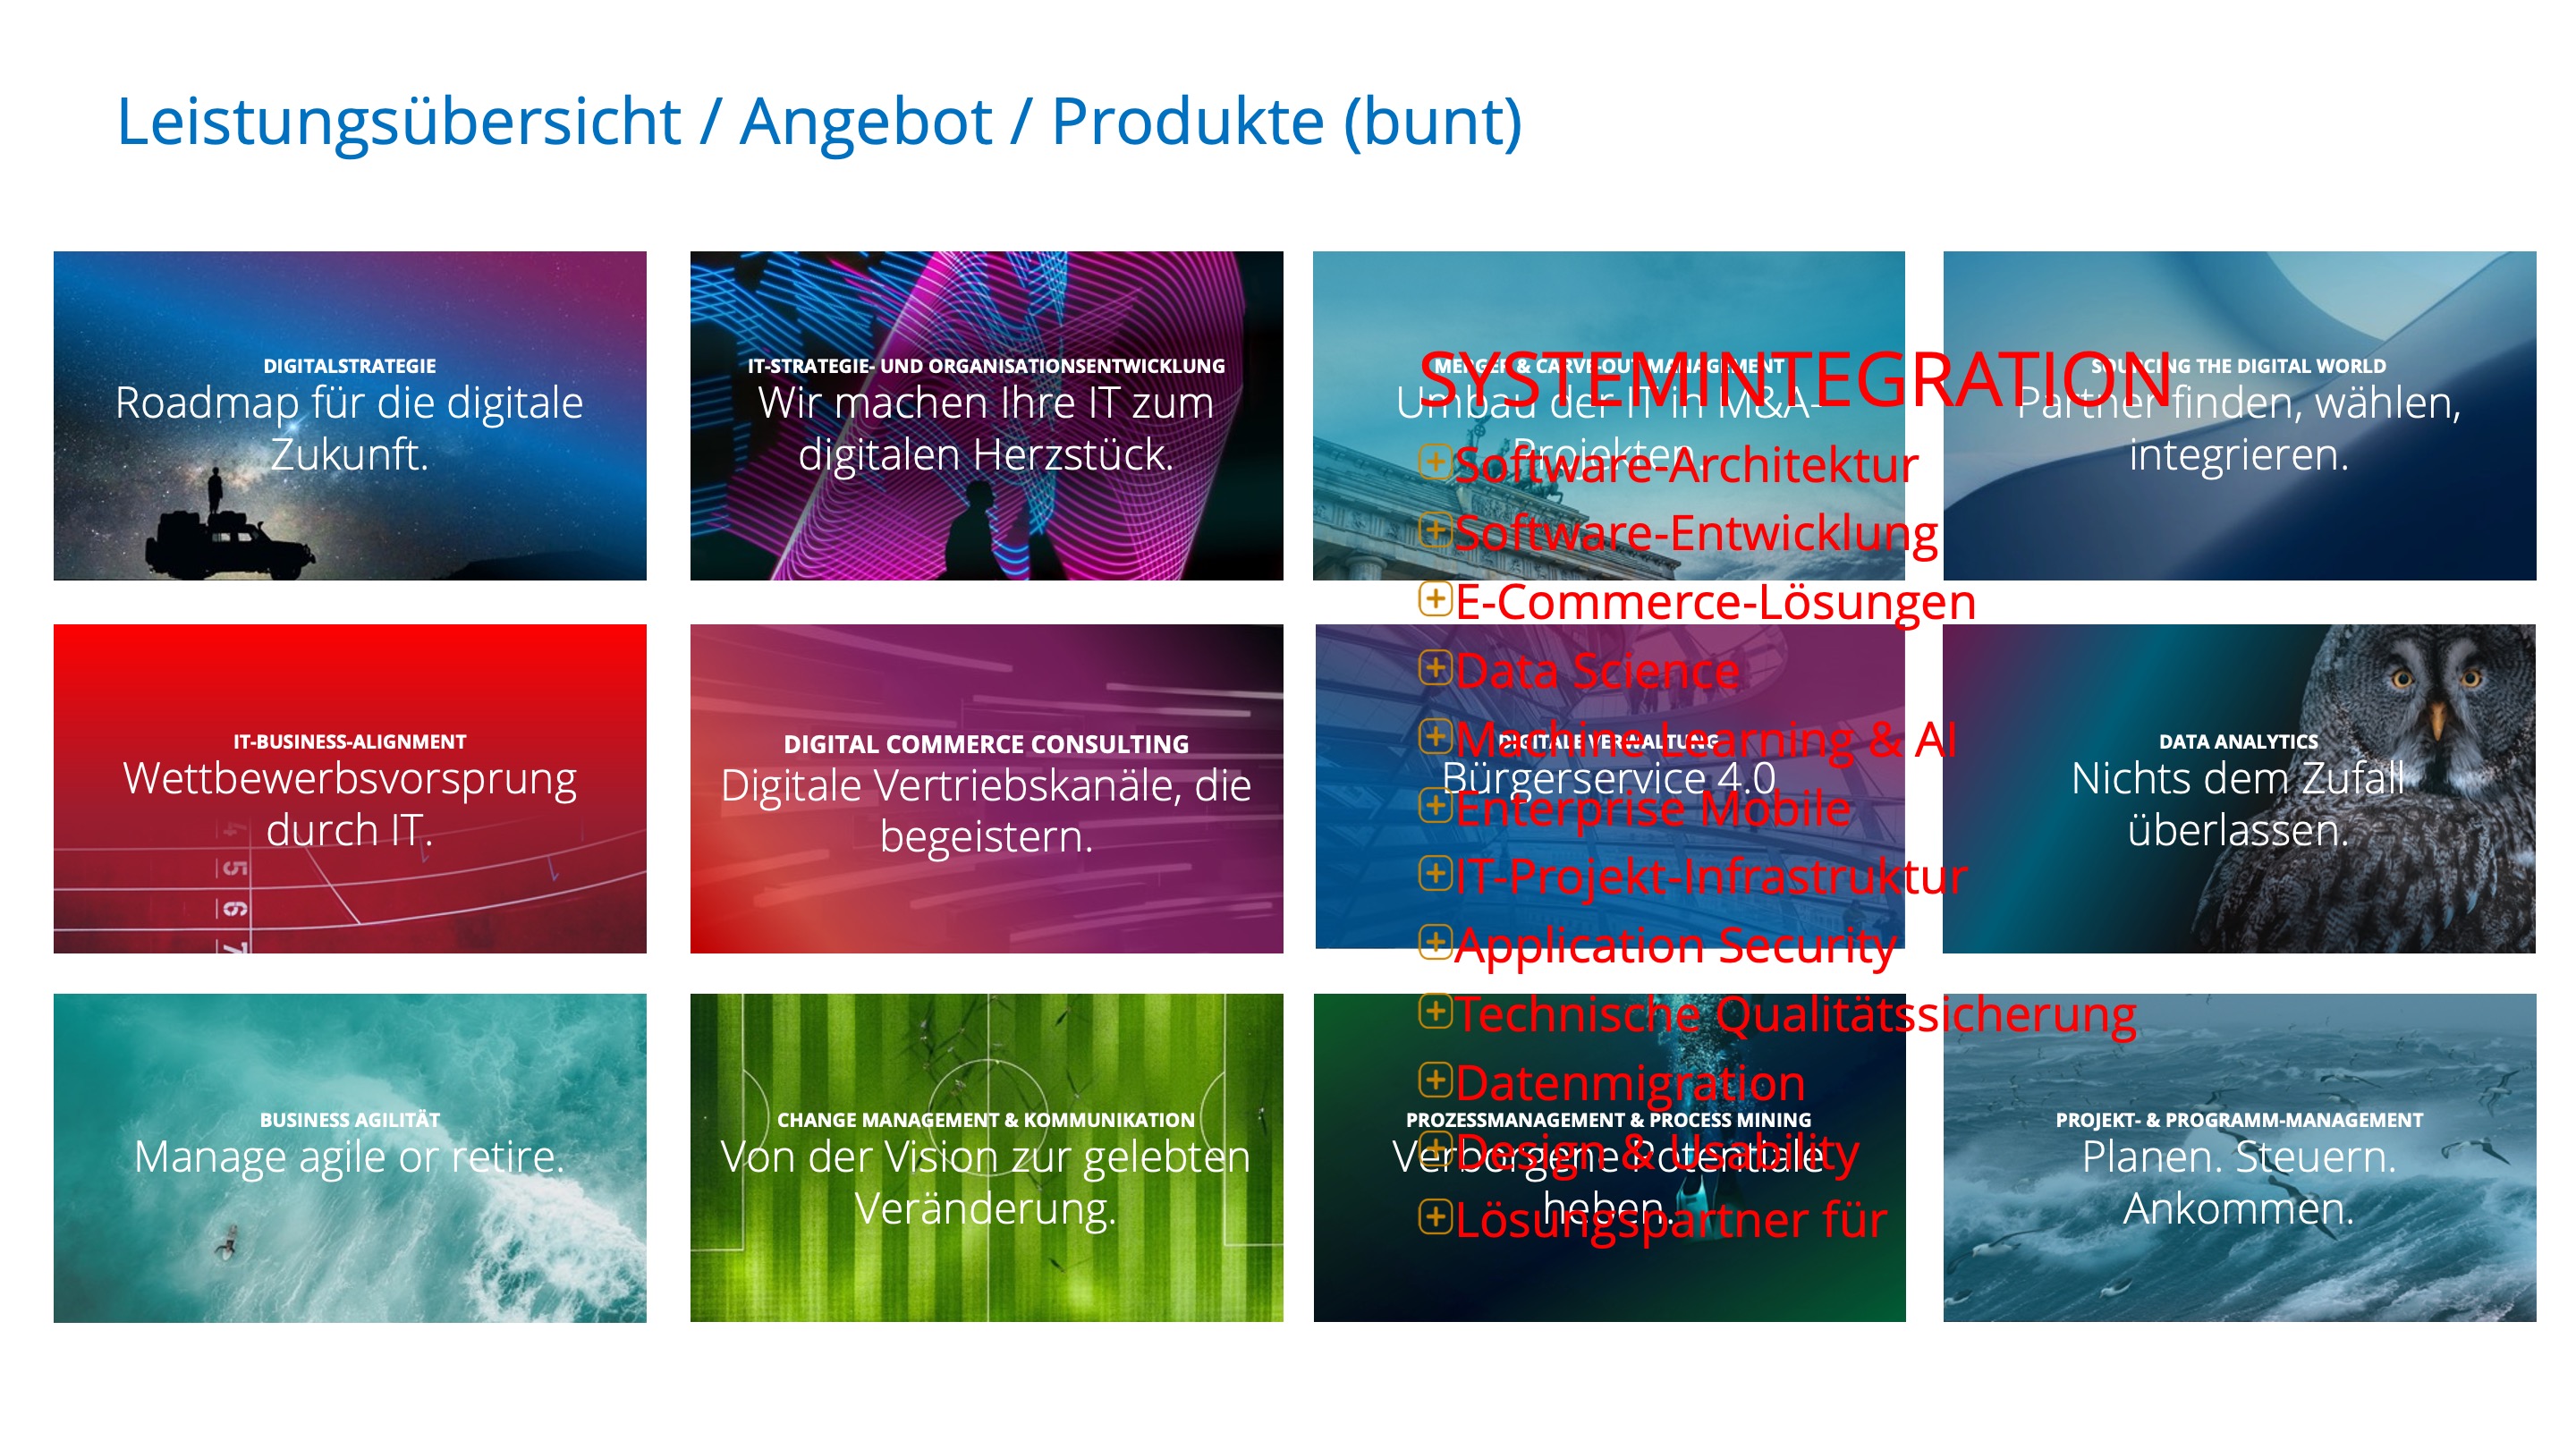 Leistungsübersicht / Angebot / Produkte (bunt)
DIGITALSTRATEGIE
Roadmap für die digitale
Zukunft.
IT-STRATEGIE- UND ORGANISATIONSENTWICKLUNG
Wir machen Ihre IT zum
digitalen Herzstück.
MERGER & CARVE-OUT MANAGEMENT
Umbau der IT in M&A-
Projekten.
SOURCING THE DIGITAL WORLD
Partner finden, wählen,
integrieren.
IT-BUSINESS-ALIGNMENT
Wettbewerbsvorsprung
durch IT.
4
5
6
7
DIGITAL COMMERCE CONSULTING
Digitale Vertriebskanäle, die
begeistern.
DIGITALE VERWALTUNG
Bürgerservice 4.0
DATA ANALYTICS
Nichts dem Zufall
überlassen.
BUSINESS AGILITÄT
Manage agile or retire.
CHANGE MANAGEMENT & KOMMUNIKATION
Von der Vision zur gelebten
Veränderung.
PROZESSMANAGEMENT & PROCESS MINING
Verborgene Potentiale
heben.
PROJEKT- & PROGRAMM-MANAGEMENT
Planen. Steuern.
Ankommen.
SYSTEMINTEGRATION
Software-Architektur
Software-Entwicklung
E-Commerce-Lösungen
Data Science
Machine Learning & AI
Enterprise Mobile
IT-Projekt-Infrastruktur
Application Security
Technische Qualitätssicherung
Datenmigration
Design & Usability
Lösungspartner für